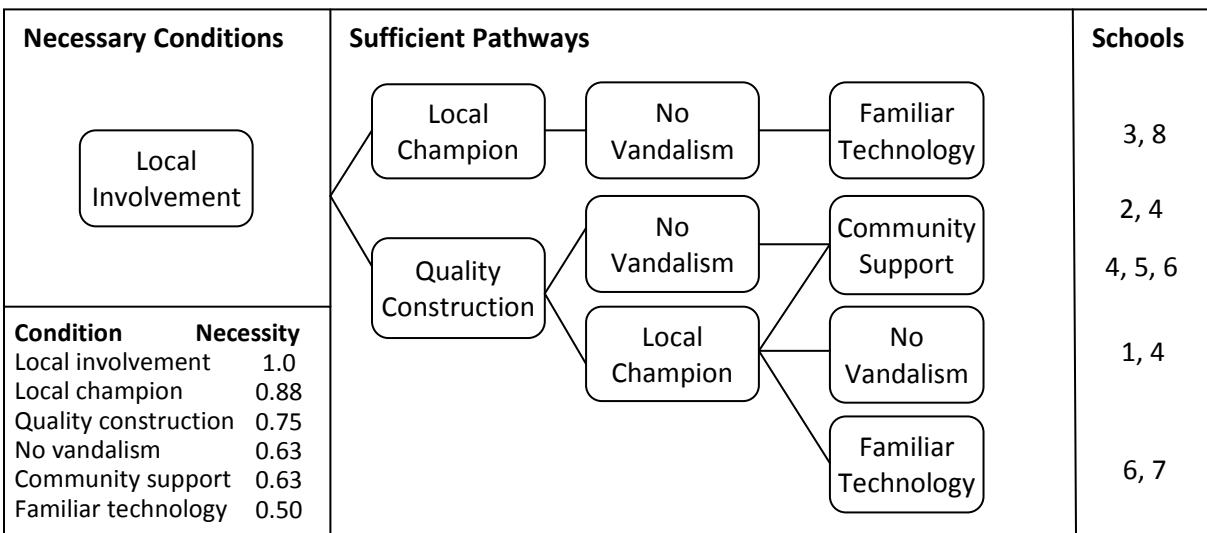 Necessary Conditions
Local
Involvement
Condition Necessity
Local involvement 1.0
Local champion 0.88
Quality construction 0.75
No vandalism 0.63
Community support 0.63
Familiar technology 0.50
Sufficient Pathways
Local
Champion
No
Vandalism
Familiar
Technology
Quality
Construction
No
Vandalism
Community
Support
Local
Champion
No
Vandalism
Familiar
Technology
Schools
3, 8
2, 4
4, 5, 6
1, 4
6, 7